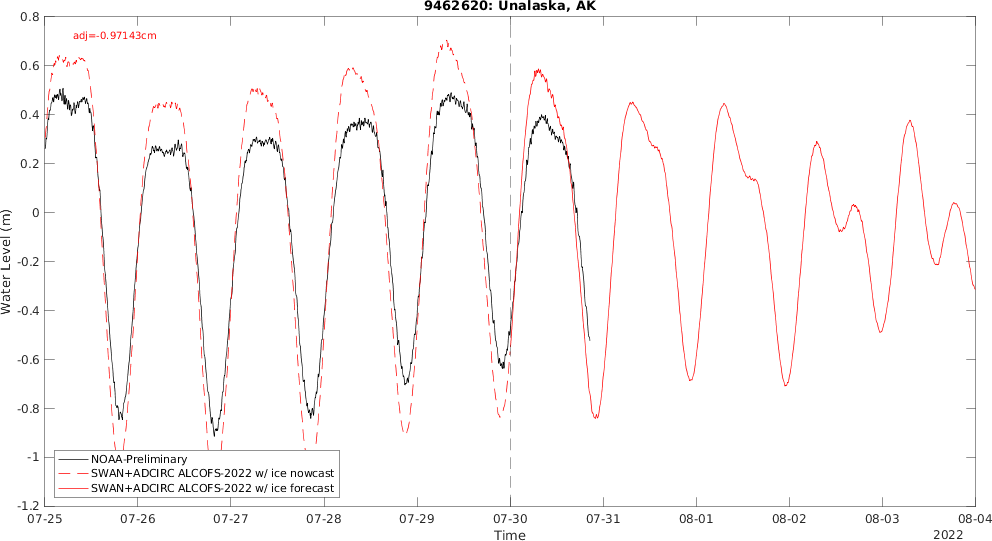 9462620: Unalaska, AK
adj=-0.97143cm
Water Level (m)
0.8
0.6
0.4
0.2
0
-0.2
-0.4
-0.6
-0.8
-1
-1.2
NOAA-Preliminary
SWAN+ADCIRC ALCOFS-2022 w/ ice nowcast
SWAN+ADCIRC ALCOFS-2022 w/ ice forecast
07-25 07-26 07-27 07-28 07-29 07-30 07-31 08-01 08-02 08-03 08-04
Time
2022